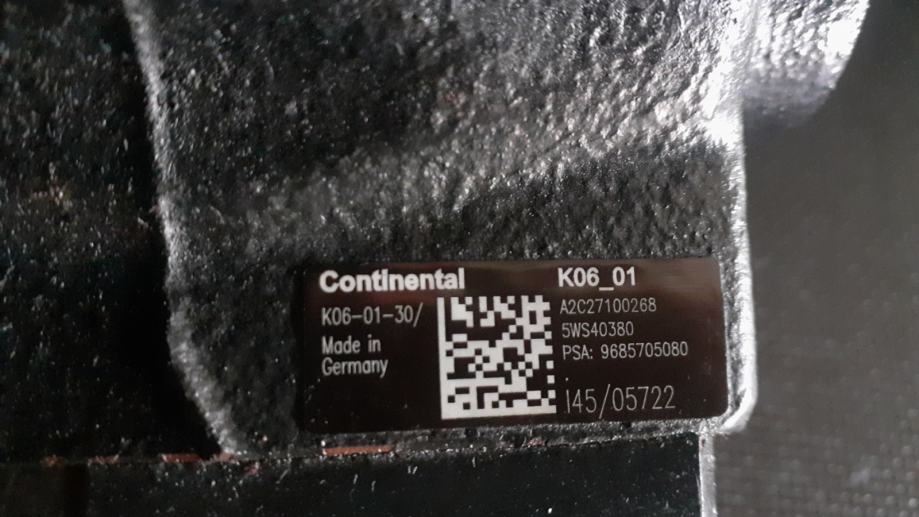 Continental K06_01
K06-01-30/
Made in
Germany
A2C27100268
5WS40380
PSA: 9685705080
i45/05722